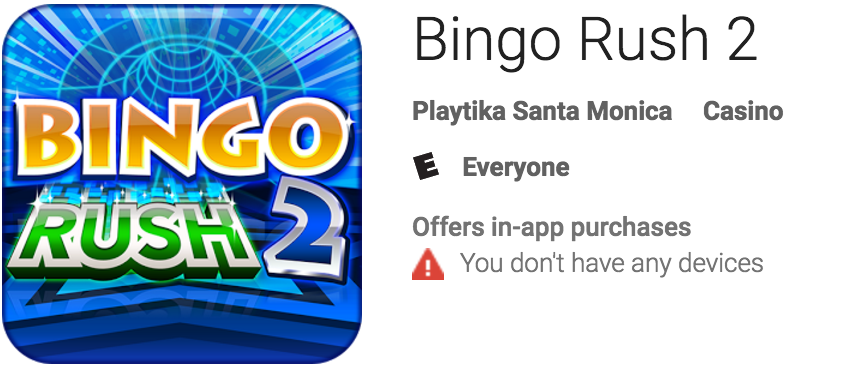 BINGO
RUSH 2
Bingo Rush 2
Playtika Santa Monica Casino
E Everyone
Offers in-app purchases
! You don't have any devices